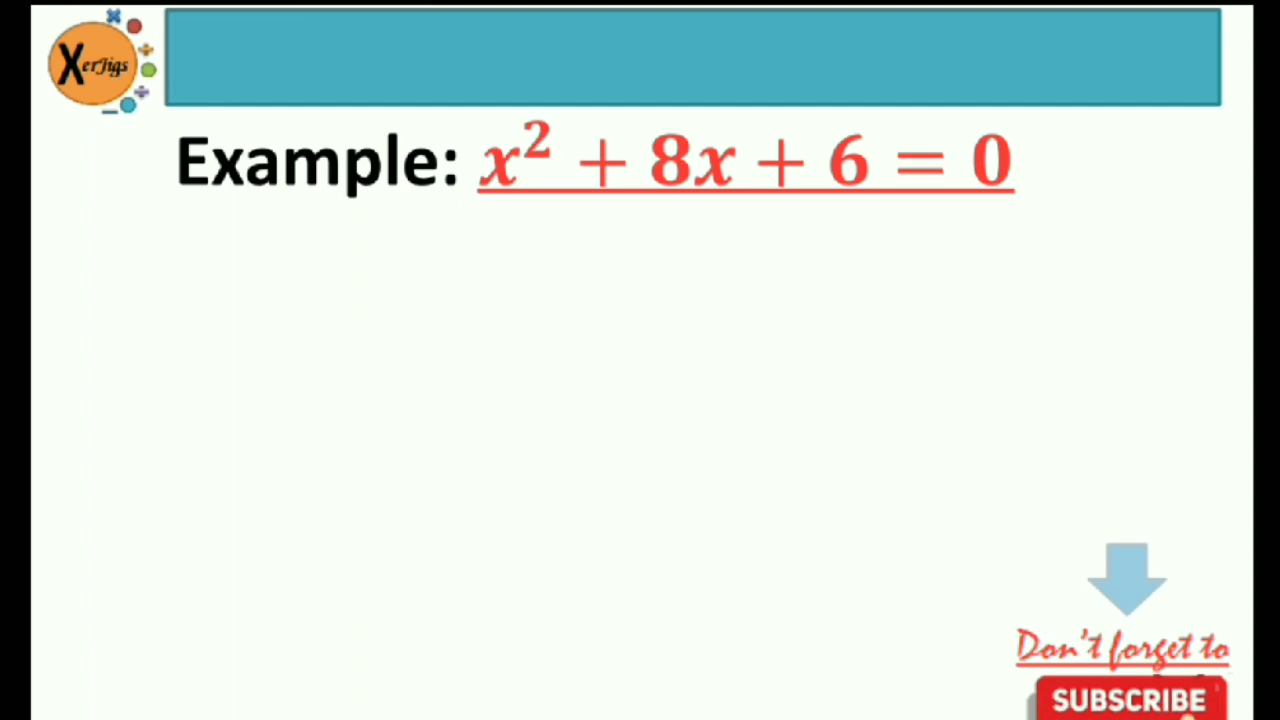 XerJigs
Example: x² + 8x + 6 = 0
Don't forget to
SUBSCRIBE